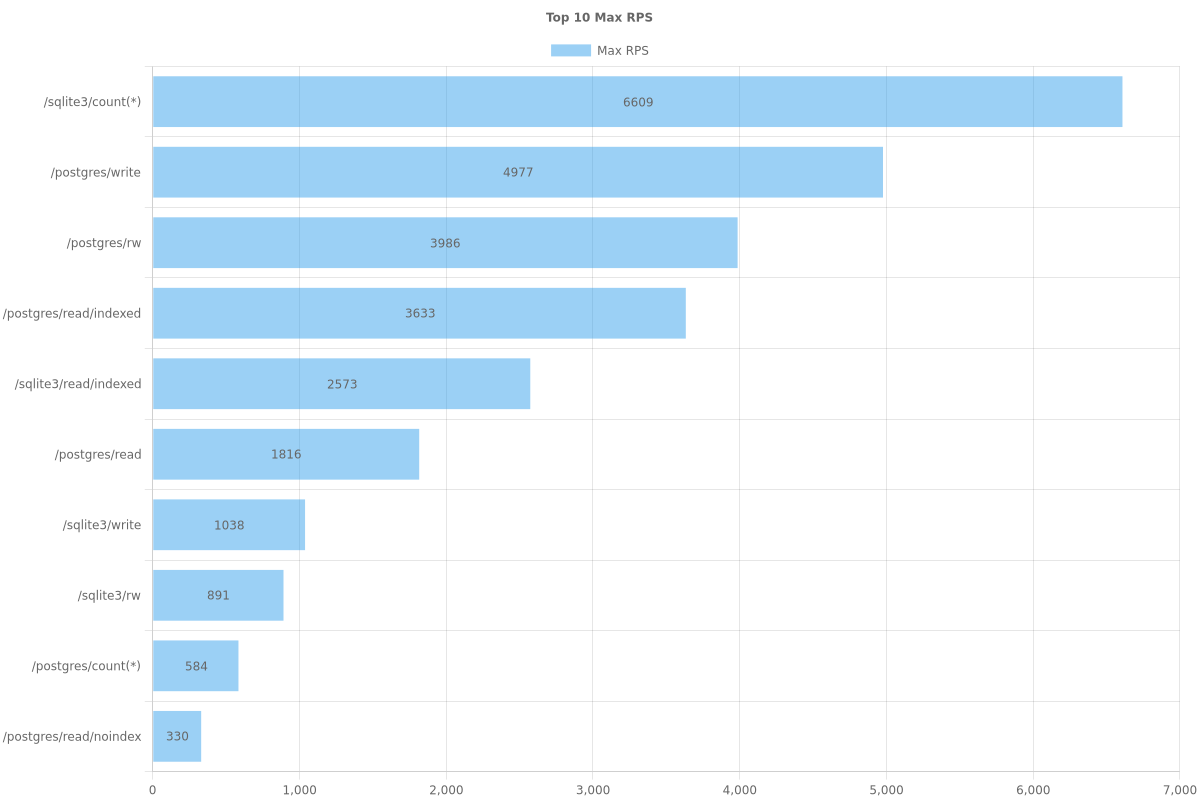 Top 10 Max RPS
Max RPS
/sqlite3/count(*)
6609
/postgres/write
4977
/postgres/rw
3986
/postgres/read/indexed
3633
/sqlite3/read/indexed
2573
/postgres/read
1816
/sqlite3/write
1038
/sqlite3/rw
891
/postgres/count(*)
584
/postgres/read/noindex
330
0 1,000 2,000 3,000 4,000 5,000 6,000 7,000